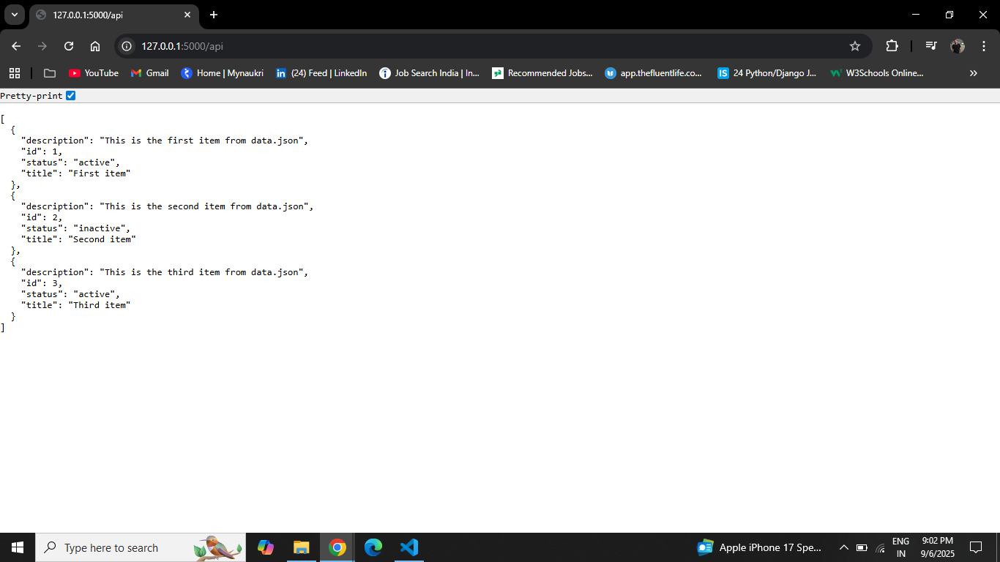 127.0.0.1:5000/api
127.0.0.1:5000/api
YouTube Gmail Home | Mynaukri (24) Feed | LinkedIn Job Search India | In... Recommended Jobs... app.thefluentlife.co... 24 Python/Django J... W3Schools Online...
Pretty-print
[
  {
    "description": "This is the first item from data.json",
    "id": 1,
    "status": "active",
    "title": "First item"
  },
  {
    "description": "This is the second item from data.json",
    "id": 2,
    "status": "inactive",
    "title": "Second item"
  },
  {
    "description": "This is the third item from data.json",
    "id": 3,
    "status": "active",
    "title": "Third item"
  }
]
Type here to search
Apple iPhone 17 Spe...
ENG
IN
9:02 PM
9/6/2025